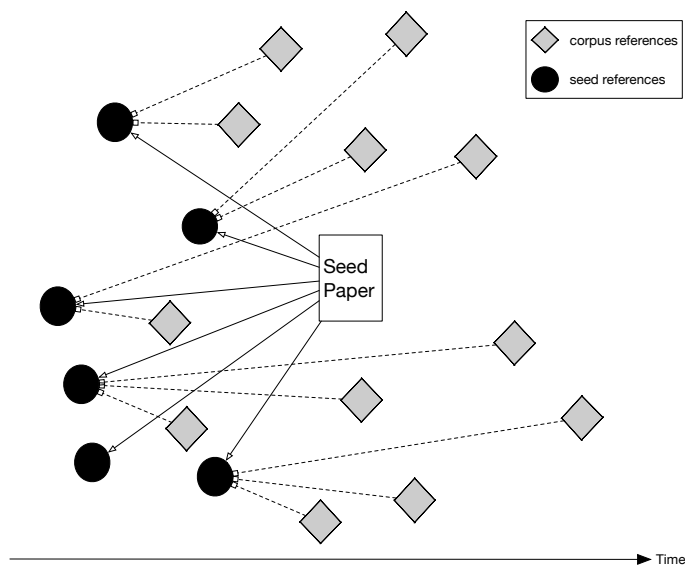 corpus references
seed references
Seed
Paper
Time